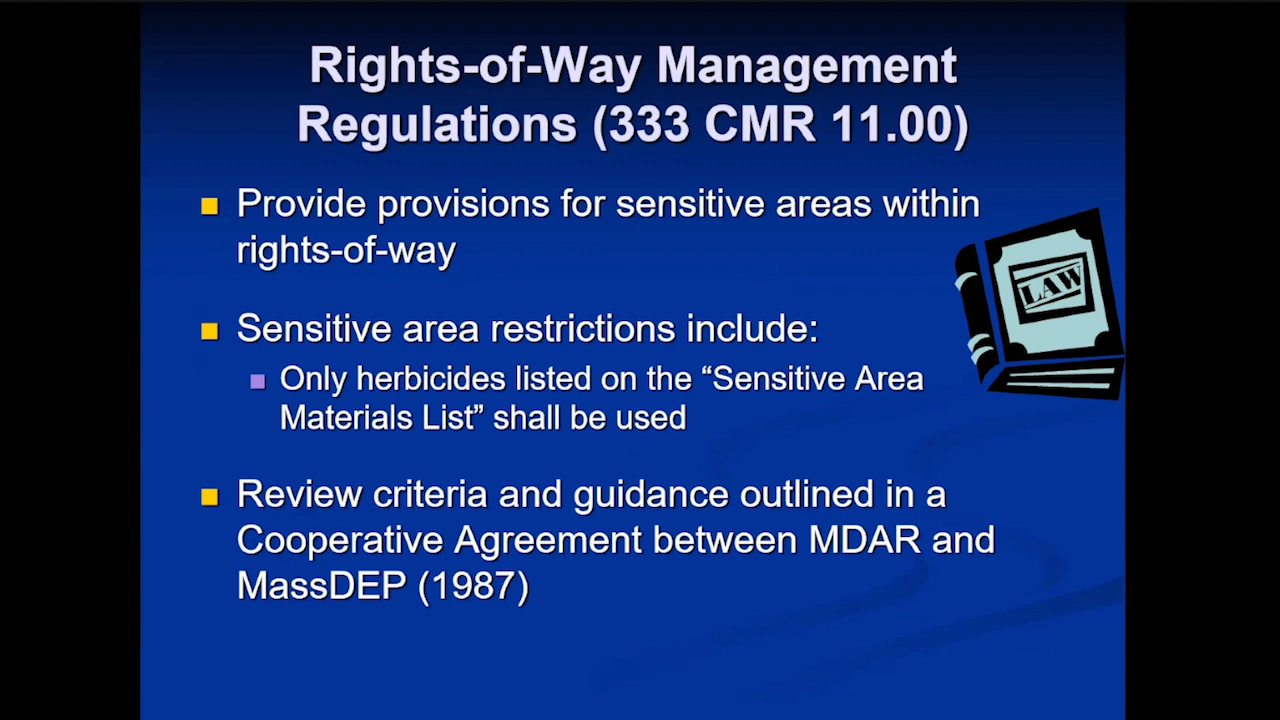 Rights-of-Way Management
Regulations (333 CMR 11.00)
Provide provisions for sensitive areas within
rights-of-way
Sensitive area restrictions include:
Only herbicides listed on the “Sensitive Area
Materials List” shall be used
Review criteria and guidance outlined in a
Cooperative Agreement between MDAR and
MassDEP (1987)
LAW